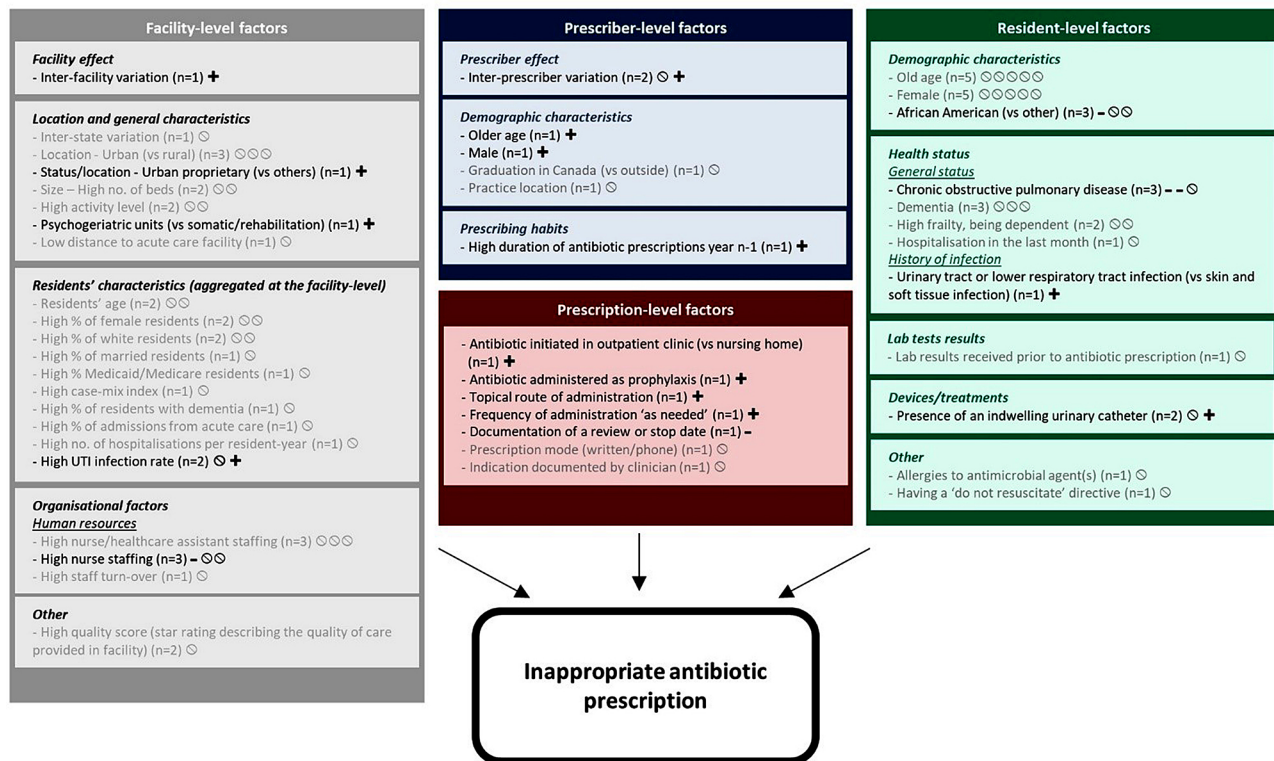 Facility-level factors
Facility effect
- Inter-facility variation (n=1) +
Location and general characteristics
- Inter-state variation (n=1) ⃠
- Location - Urban (vs rural) (n=3) ⃠ ⃠ ⃠
- Status/location - Urban proprietary (vs others) (n=1) +
- Size – High no. of beds (n=2) ⃠ ⃠
- High activity level (n=2) ⃠ ⃠
- Psychogeriatric units (vs somatic/rehabilitation) (n=1) +
- Low distance to acute care facility (n=1) ⃠
Residents’ characteristics (aggregated at the facility-level)
- Residents’ age (n=2) ⃠ ⃠
- High % of female residents (n=2) ⃠ ⃠
- High % of white residents (n=2) ⃠ ⃠
- High % of married residents (n=1) ⃠
- High % Medicaid/Medicare residents (n=1) ⃠
- High case-mix index (n=1) ⃠
- High % of residents with dementia (n=1) ⃠
- High % of admissions from acute care (n=1) ⃠
- High no. of hospitalisations per resident-year (n=1) ⃠
- High UTI infection rate (n=2) ⃠ +
Organisational factors
Human resources
- High nurse/healthcare assistant staffing (n=3) ⃠ ⃠ ⃠
- High nurse staffing (n=3) – ⃠ ⃠
- High staff turn-over (n=1) ⃠
Other
- High quality score (star rating describing the quality of care
provided in facility) (n=2) ⃠
Prescriber-level factors
Prescriber effect
- Inter-prescriber variation (n=2) ⃠ +
Demographic characteristics
- Older age (n=1) +
- Male (n=1) +
- Graduation in Canada (vs outside) (n=1) ⃠
- Practice location (n=1) ⃠
Prescribing habits
- High duration of antibiotic prescriptions year n-1 (n=1) +
Prescription-level factors
- Antibiotic initiated in outpatient clinic (vs nursing home)
(n=1) +
- Antibiotic administered as prophylaxis (n=1) +
- Topical route of administration (n=1) +
- Frequency of administration ‘as needed’ (n=1) +
- Documentation of a review or stop date (n=1) –
- Prescription mode (written/phone) (n=1) ⃠
- Indication documented by clinician (n=1) ⃠
Resident-level factors
Demographic characteristics
- Old age (n=5) ⃠ ⃠ ⃠ ⃠ ⃠
- Female (n=5) ⃠ ⃠ ⃠ ⃠ ⃠
- African American (vs other) (n=3) – ⃠ ⃠
Health status
General status
- Chronic obstructive pulmonary disease (n=3) – – ⃠
- Dementia (n=3) ⃠ ⃠ ⃠
- High frailty, being dependent (n=2) ⃠ ⃠
- Hospitalisation in the last month (n=1) ⃠
History of infection
- Urinary tract or lower respiratory tract infection (vs skin and
soft tissue infection) (n=1) +
Lab tests results
- Lab results received prior to antibiotic prescription (n=1) ⃠
Devices/treatments
- Presence of an indwelling urinary catheter (n=2) ⃠ +
Other
- Allergies to antimicrobial agent(s) (n=1) ⃠
- Having a ‘do not resuscitate’ directive (n=1) ⃠
Inappropriate antibiotic
prescription